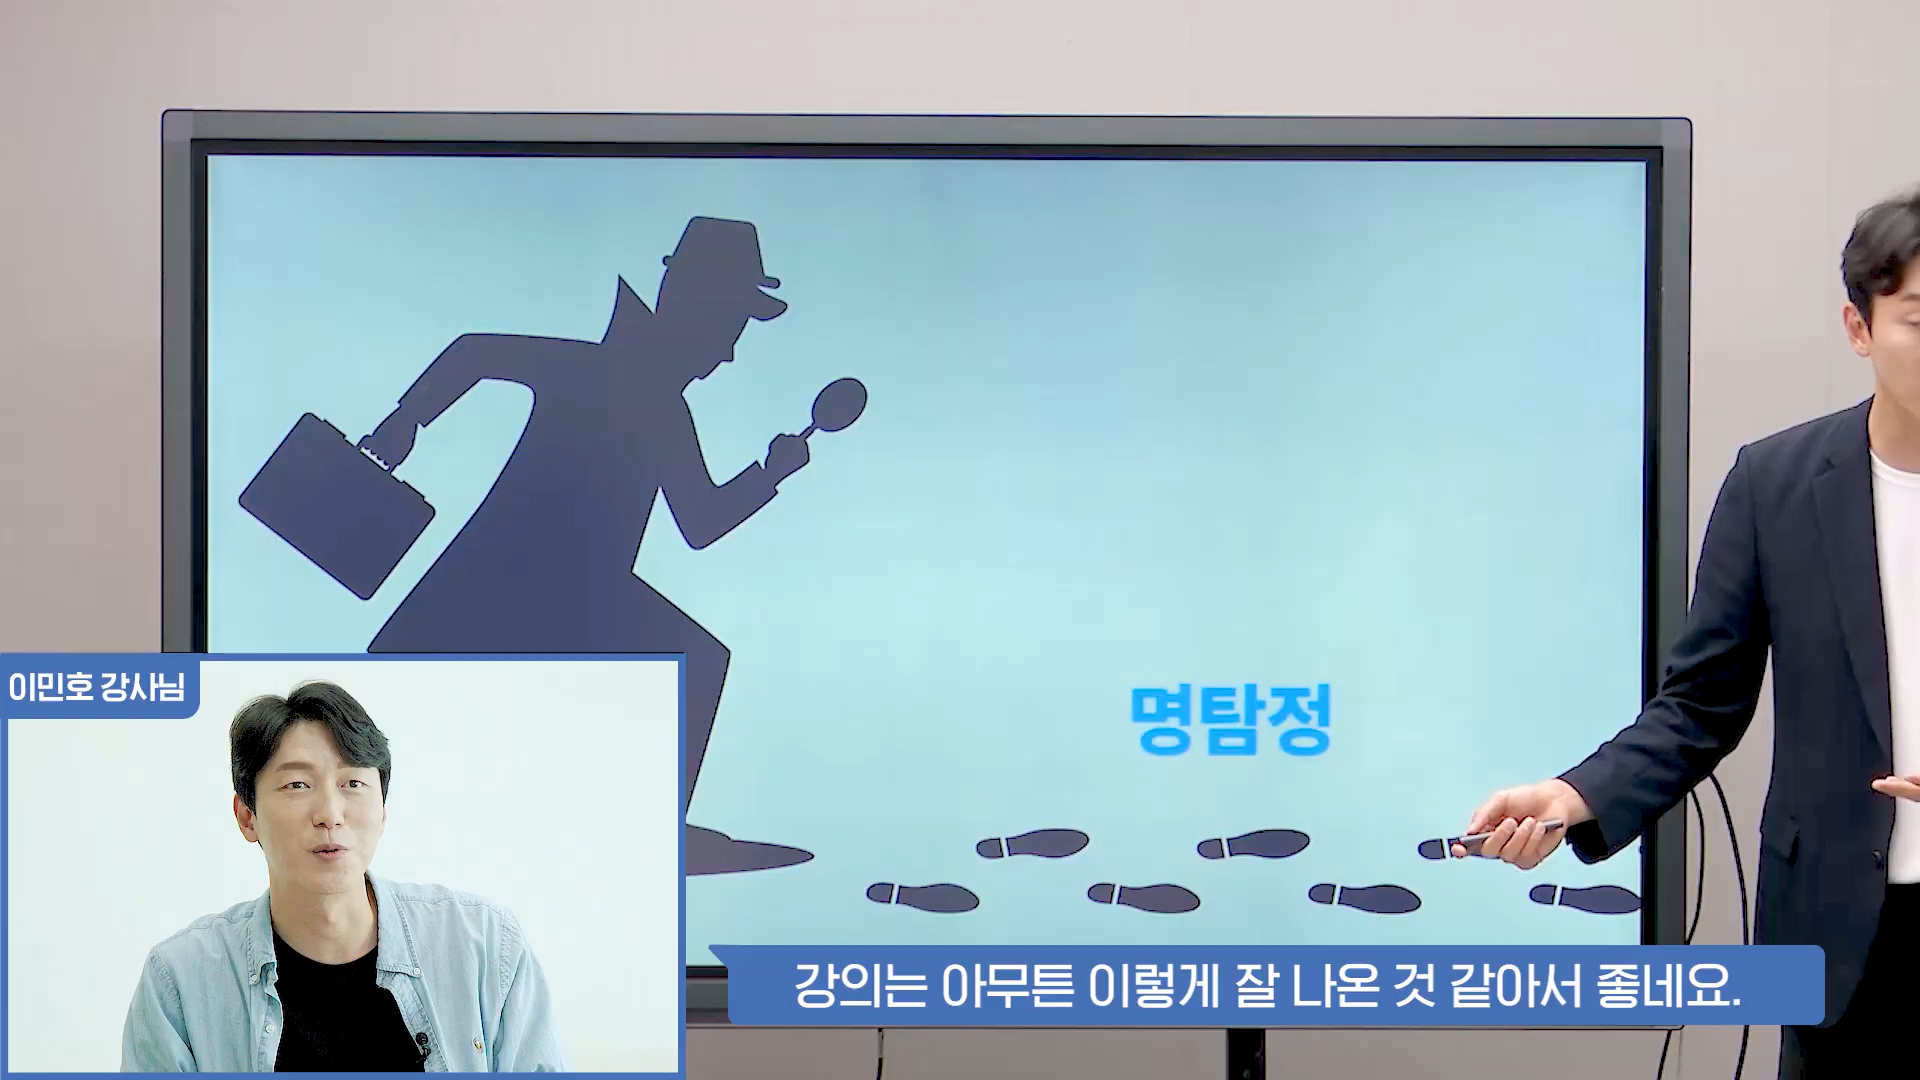 명탐정
이민호 강사님
강의는 아무튼 이렇게 잘 나온 것 같아서 좋네요.